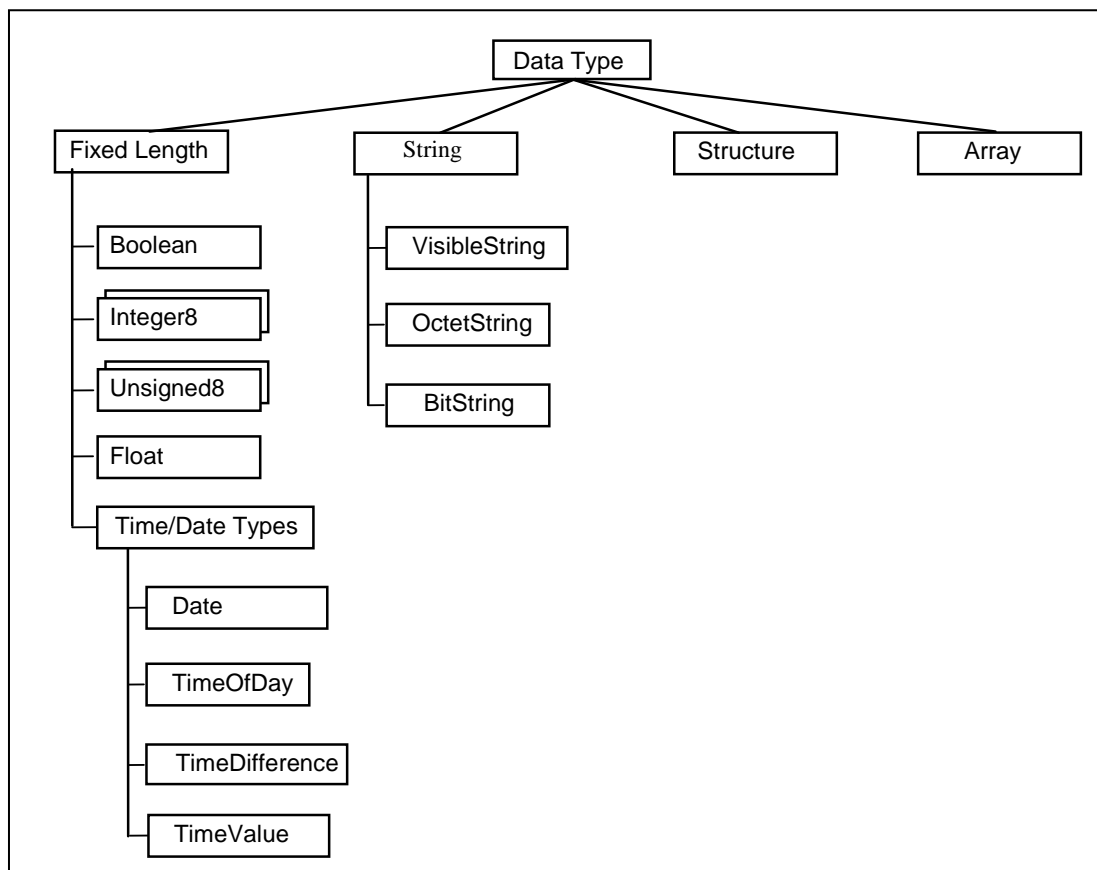 Data Type
Fixed Length
String
Structure
Array
Boolean
VisibleString
Integer8
OctetString
Unsigned8
BitString
Float
Time/Date Types
Date
TimeOfDay
TimeDifference
TimeValue